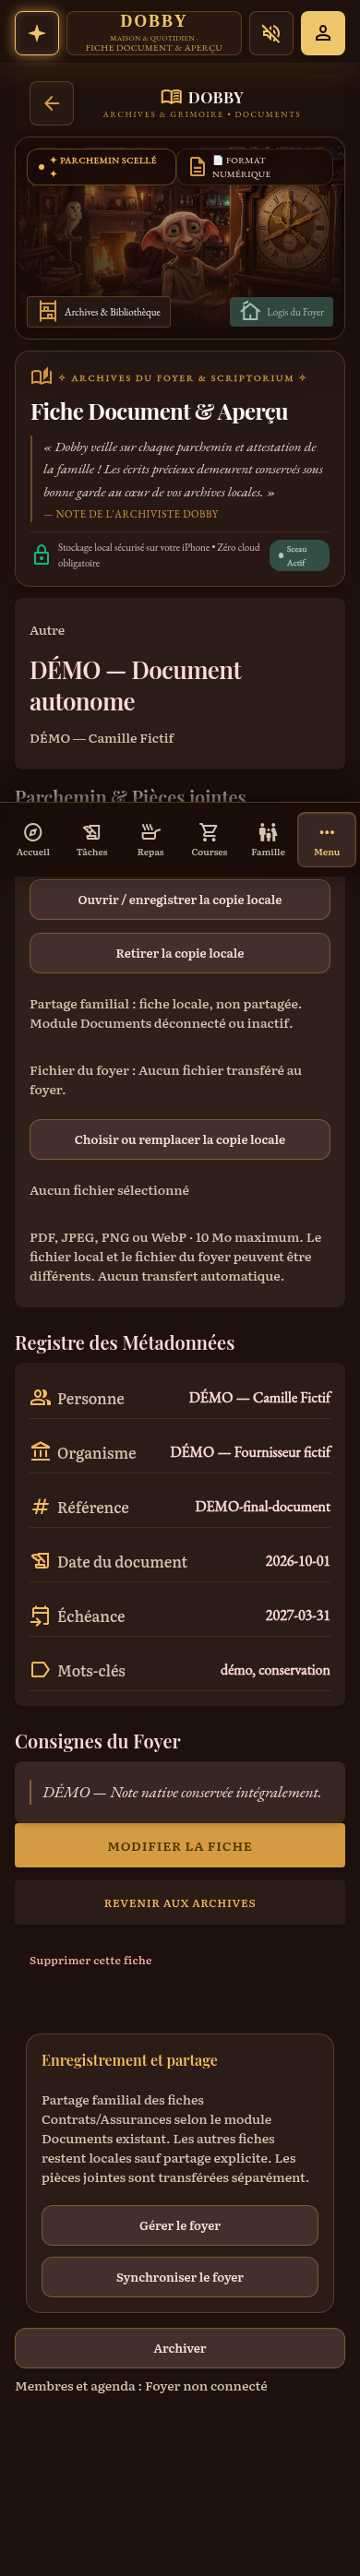 DOBBY
MAISON & QUOTIDIEN ·
FICHE DOCUMENT & APERÇU
DOBBY
ARCHIVES & GRIMOIRE • DOCUMENTS
✦ PARCHEMIN SCELLÉ
✦
📄 FORMAT
NUMÉRIQUE
Archives & Bibliothèque
Logis du Foyer
✧ ARCHIVES DU FOYER & SCRIPTORIUM ✧
Fiche Document & Aperçu
« Dobby veille sur chaque parchemin et attestation de
la famille ! Les écrits précieux demeurent conservés sous
bonne garde au cœur de vos archives locales. »
— NOTE DE L'ARCHIVISTE DOBBY
Stockage local sécurisé sur votre iPhone • Zéro cloud
obligatoire
Sceau
Actif
Autre
DÉMO — Document
autonome
DÉMO — Camille Fictif
Parchemin & Pièces jointes
Accueil
Tâches
Repas
Courses
Famille
Menu
Ouvrir / enregistrer la copie locale
Retirer la copie locale
Partage familial : fiche locale, non partagée.
Module Documents déconnecté ou inactif.
Fichier du foyer : Aucun fichier transféré au
foyer.
Choisir ou remplacer la copie locale
Aucun fichier sélectionné
PDF, JPEG, PNG ou WebP · 10 Mo maximum. Le
fichier local et le fichier du foyer peuvent être
différents. Aucun transfert automatique.
Registre des Métadonnées
Personne
DÉMO — Camille Fictif
Organisme
DÉMO — Fournisseur fictif
Référence
DEMO-final-document
Date du document
2026-10-01
Échéance
2027-03-31
Mots-clés
démo, conservation
Consignes du Foyer
DÉMO — Note native conservée intégralement.
MODIFIER LA FICHE
REVENIR AUX ARCHIVES
Supprimer cette fiche
Enregistrement et partage
Partage familial des fiches
Contrats/Assurances selon le module
Documents existant. Les autres fiches
restent locales sauf partage explicite. Les
pièces jointes sont transférées séparément.
Gérer le foyer
Synchroniser le foyer
Archiver
Membres et agenda : Foyer non connecté